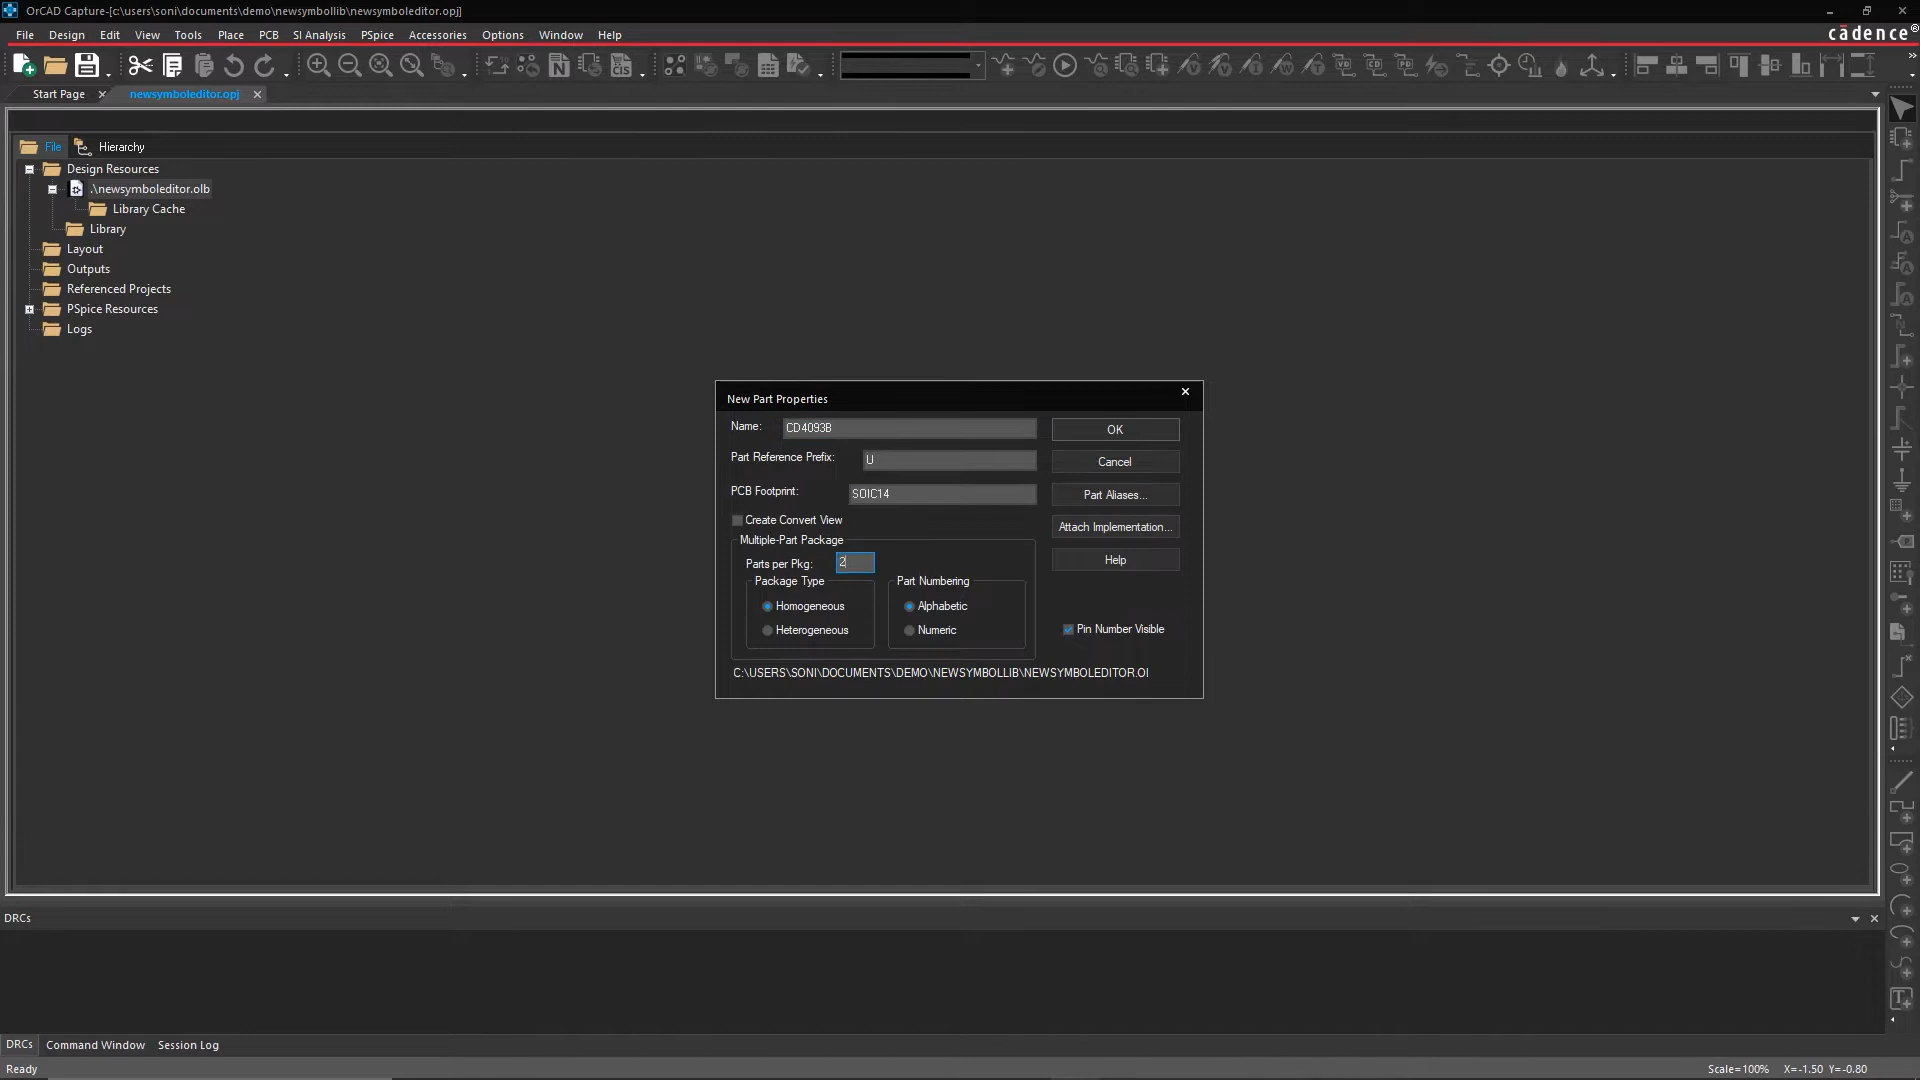 OrCAD Capture-[c:\users\soni\documents\demo\newsymbollib\newsymboleditor.opj]
File Design Edit View Tools Place PCB SI Analysis PSpice Accessories Options Window Help
cādence®
Start Page newsymboleditor.opj
File Hierarchy
Design Resources
.\newsymboleditor.olb
Library Cache
Library
Layout
Outputs
Referenced Projects
PSpice Resources
Logs
New Part Properties
Name: CD4093B OK
Part Reference Prefix: U Cancel
PCB Footprint: SOIC14 Part Aliases...
Create Convert View Attach Implementation...
Multiple-Part Package
Parts per Pkg: 2 Help
Package Type Part Numbering
Homogeneous Alphabetic
Heterogeneous Numeric Pin Number Visible
C:\USERS\SONI\DOCUMENTS\DEMO\NEWSYMBOLLIB\NEWSYMBOLEDITOR.Ol
DRCs
DRCs Command Window Session Log
Ready Scale=100% X=-1.50 Y=-0.80